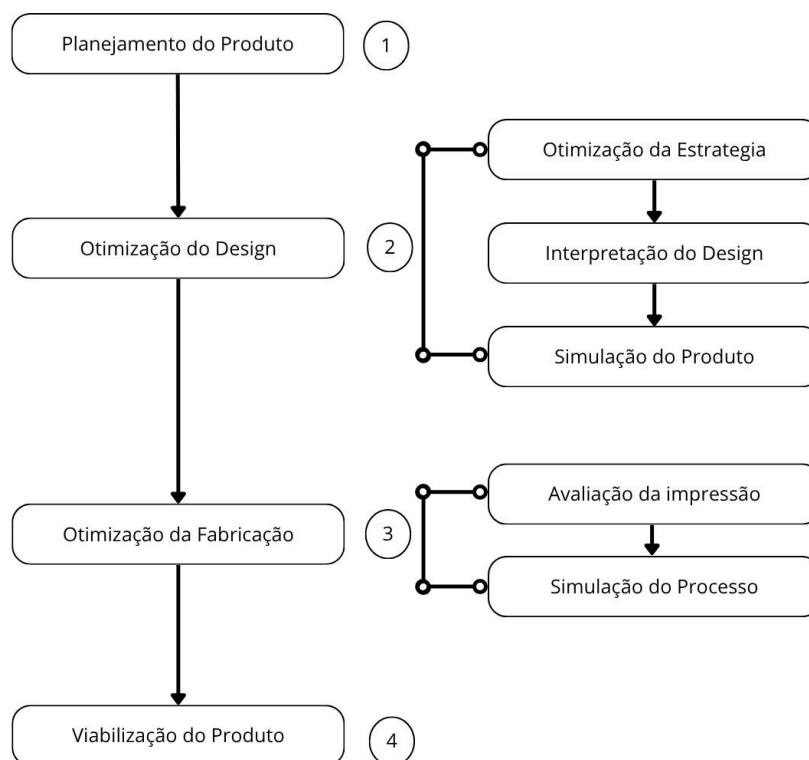 Planejamento do Produto
1
Otimização da Estrategia
Otimização do Design
2
Interpretação do Design
Simulação do Produto
Avaliação da impressão
Otimização da Fabricação
3
Simulação do Processo
Viabilização do Produto
4